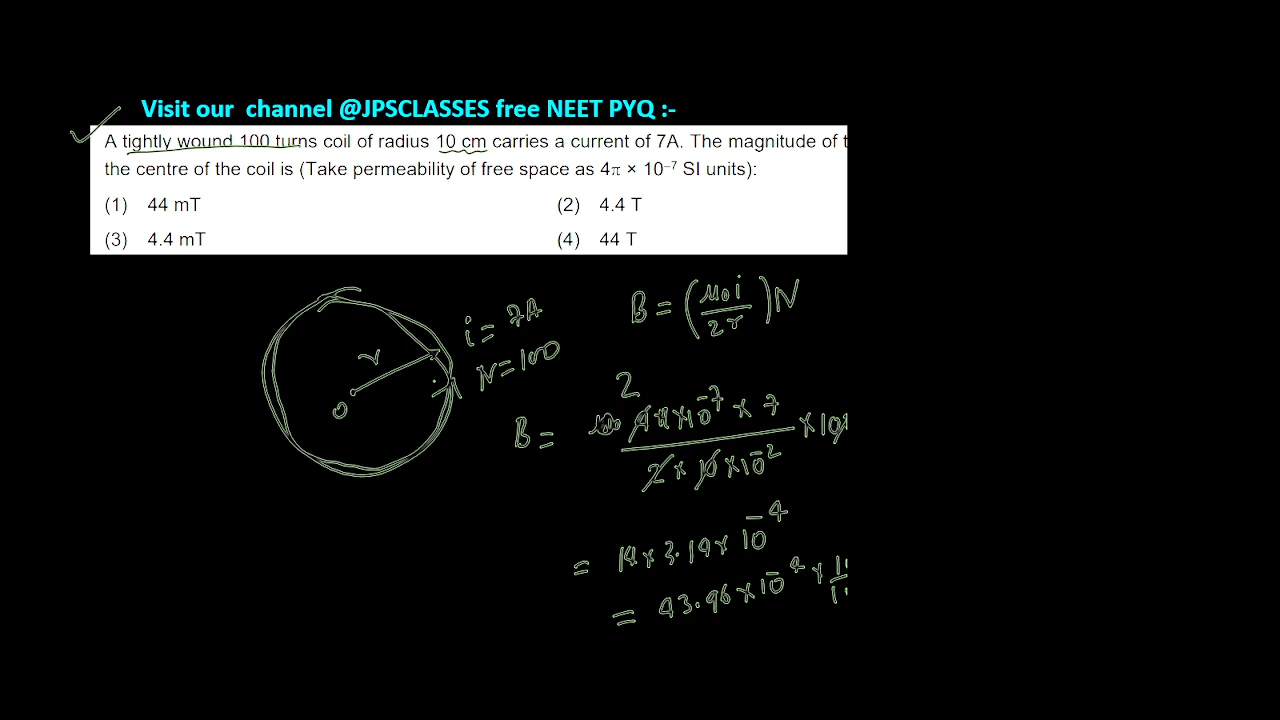 Visit our channel @JPSCLASSES free NEET PYQ :-
A tightly wound 100 turns coil of radius 10 cm carries a current of 7A. The magnitude of
the centre of the coil is (Take permeability of free space as 4π × 10⁻⁷ SI units):
(1) 44 mT (2) 4.4 T
(3) 4.4 mT (4) 44 T
B = (μ₀i / 2r) N
i = 7A
N = 100
r
O
i
2
B = 4π × 10⁻⁷ × 7 / 2 × 10 × 10⁻² × 10
= 14 × 3.14 × 10⁻⁴
= 43.96 × 10⁻⁴ ×